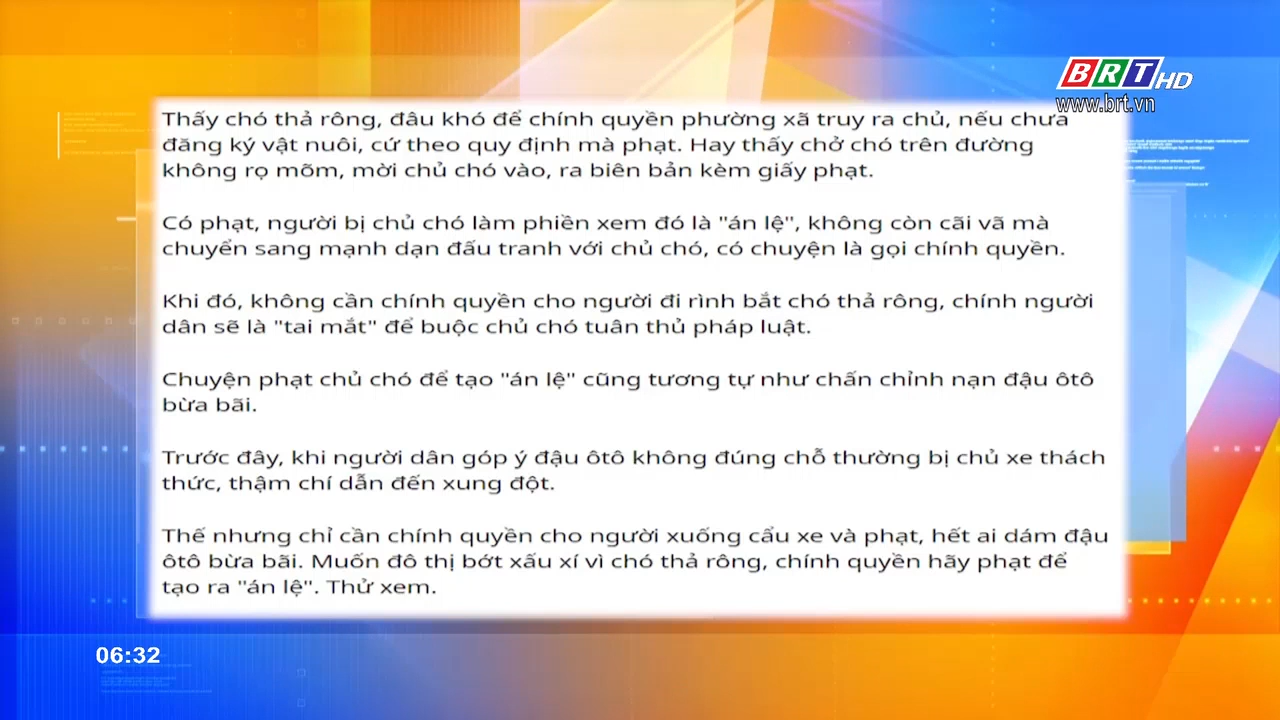 BRT HD
www.brt.vn
Thấy chó thả rông, đâu khó để chính quyền phường xã truy ra chủ, nếu chưa
đăng ký vật nuôi, cứ theo quy định mà phạt. Hay thấy chở chó trên đường
không rọ mõm, mời chủ chó vào, ra biên bản kèm giấy phạt.
Có phạt, người bị chủ chó làm phiền xem đó là "án lệ", không còn cãi vã mà
chuyển sang mạnh dạn đấu tranh với chủ chó, có chuyện là gọi chính quyền.
Khi đó, không cần chính quyền cho người đi rình bắt chó thả rông, chính người
dân sẽ là "tai mắt" để buộc chủ chó tuân thủ pháp luật.
Chuyện phạt chủ chó để tạo "án lệ" cũng tương tự như chấn chỉnh nạn đậu ôtô
bừa bãi.
Trước đây, khi người dân góp ý đậu ôtô không đúng chỗ thường bị chủ xe thách
thức, thậm chí dẫn đến xung đột.
Thế nhưng chỉ cần chính quyền cho người xuống cẩu xe và phạt, hết ai dám đậu
ôtô bừa bãi. Muốn đô thị bớt xấu xí vì chó thả rông, chính quyền hãy phạt để
tạo ra "án lệ". Thử xem.
06:32